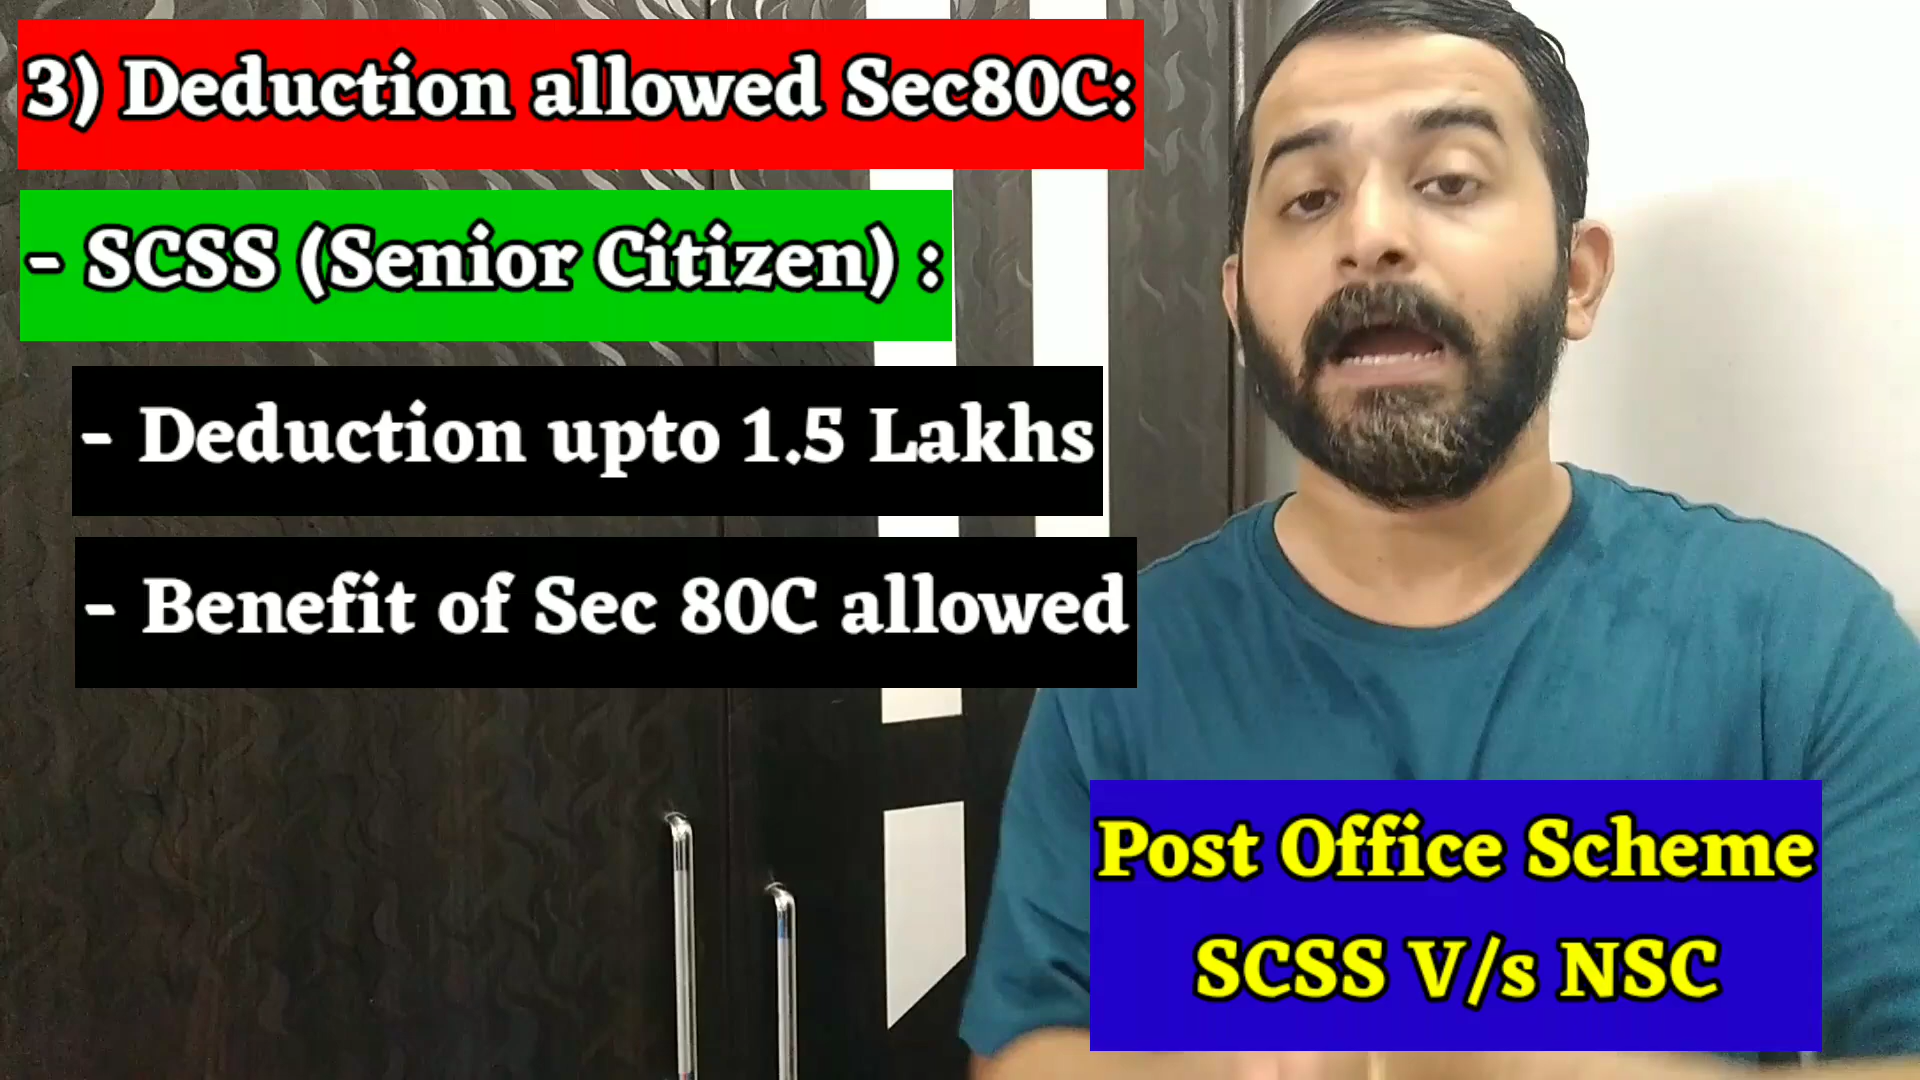 3) Deduction allowed Sec80C:
- SCSS (Senior Citizen) :
- Deduction upto 1.5 Lakhs
- Benefit of Sec 80C allowed
Post Office Scheme
SCSS V/s NSC